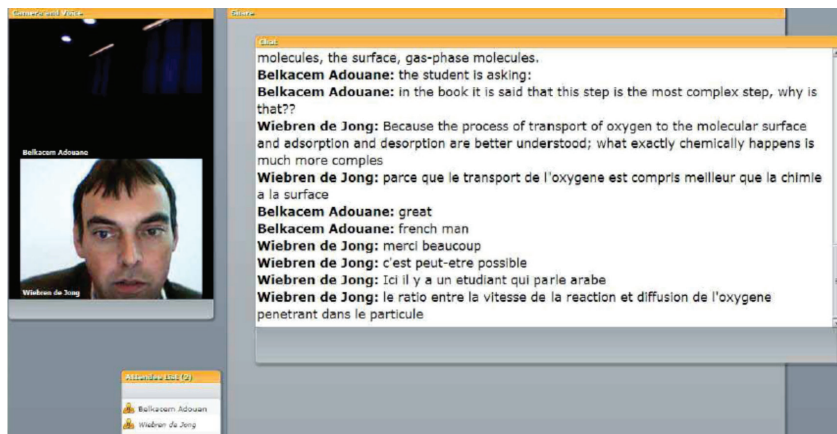 Camera and Voice
Share
Belkacem Adouane
Wiebren de Jong
Chat
molecules, the surface, gas-phase molecules.
Belkacem Adouane: the student is asking:
Belkacem Adouane: in the book it is said that this step is the most complex step, why is
that??
Wiebren de Jong: Because the process of transport of oxygen to the molecular surface
and adsorption and desorption are better understood; what exactly chemically happens is
much more comples
Wiebren de Jong: parce que le transport de l'oxygene est compris meilleur que la chimie
a la surface
Belkacem Adouane: great
Belkacem Adouane: french man
Wiebren de Jong: merci beaucoup
Wiebren de Jong: c'est peut-etre possible
Wiebren de Jong: Ici il y a un etudiant qui parle arabe
Wiebren de Jong: le ratio entre la vitesse de la reaction et diffusion de l'oxygene
penetrant dans le particule
Attendee List
Belkacem Adouan
Wiebren de Jong